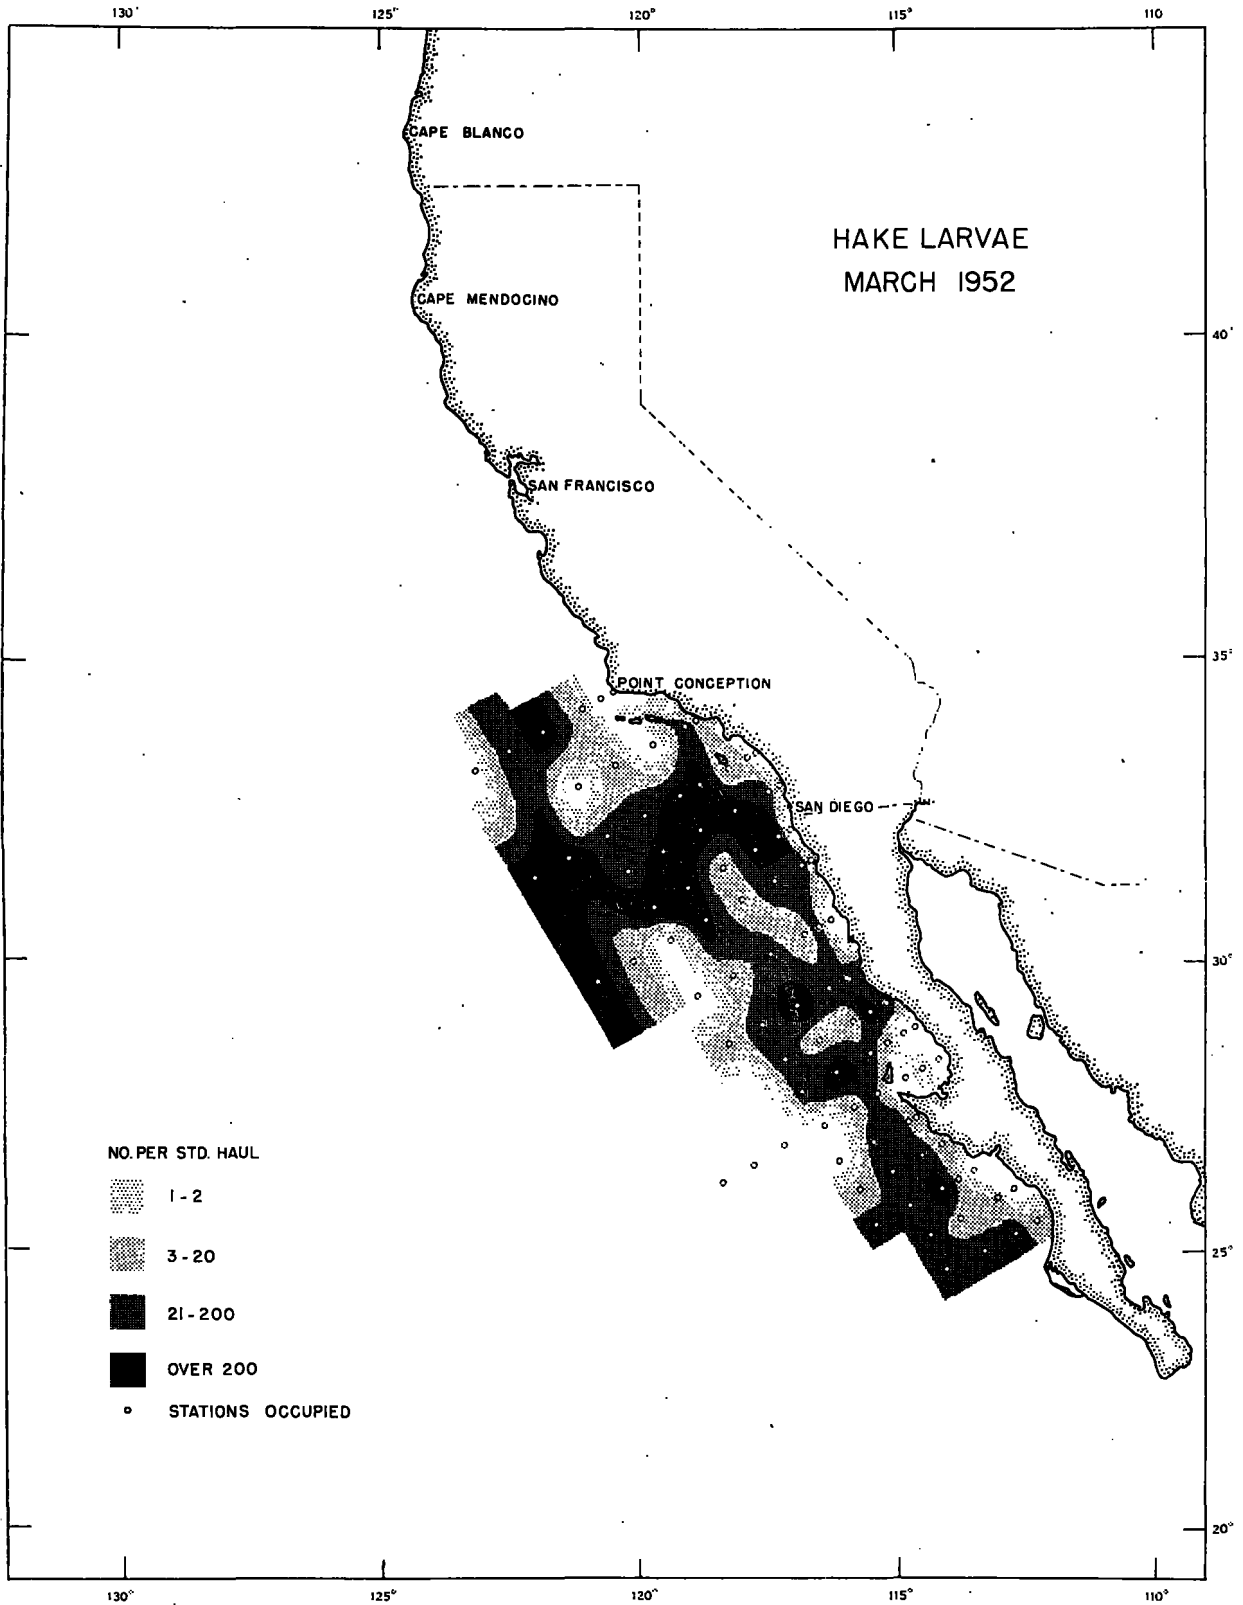 130°
125°
120°
115°
110
CAPE BLANCO
HAKE LARVAE
MARCH 1952
CAPE MENDOCINO
40°
SAN FRANCISCO
35°
POINT CONCEPTION
SAN DIEGO
30°
NO. PER STD. HAUL
1-2
3-20
25°
21-200
OVER 200
STATIONS OCCUPIED
20°
130°
125°
120°
115°
110°